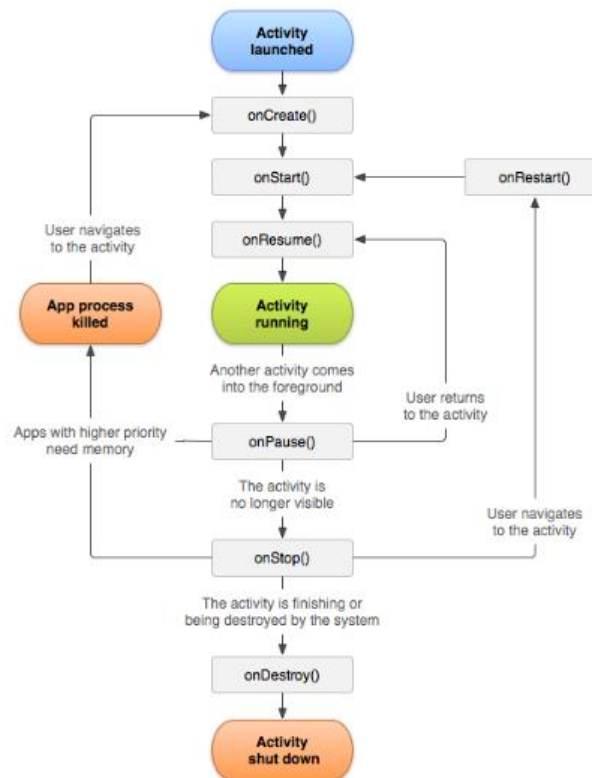 Activity
launched
onCreate()
onStart()
onRestart()
User navigates
to the activity
onResume()
App process
killed
Activity
running
Another activity comes
into the foreground
User returns
to the activity
Apps with higher priority
need memory
onPause()
The activity is
no longer visible
User navigates
to the activity
onStop()
The activity is finishing or
being destroyed by the system
onDestroy()
Activity
shut down